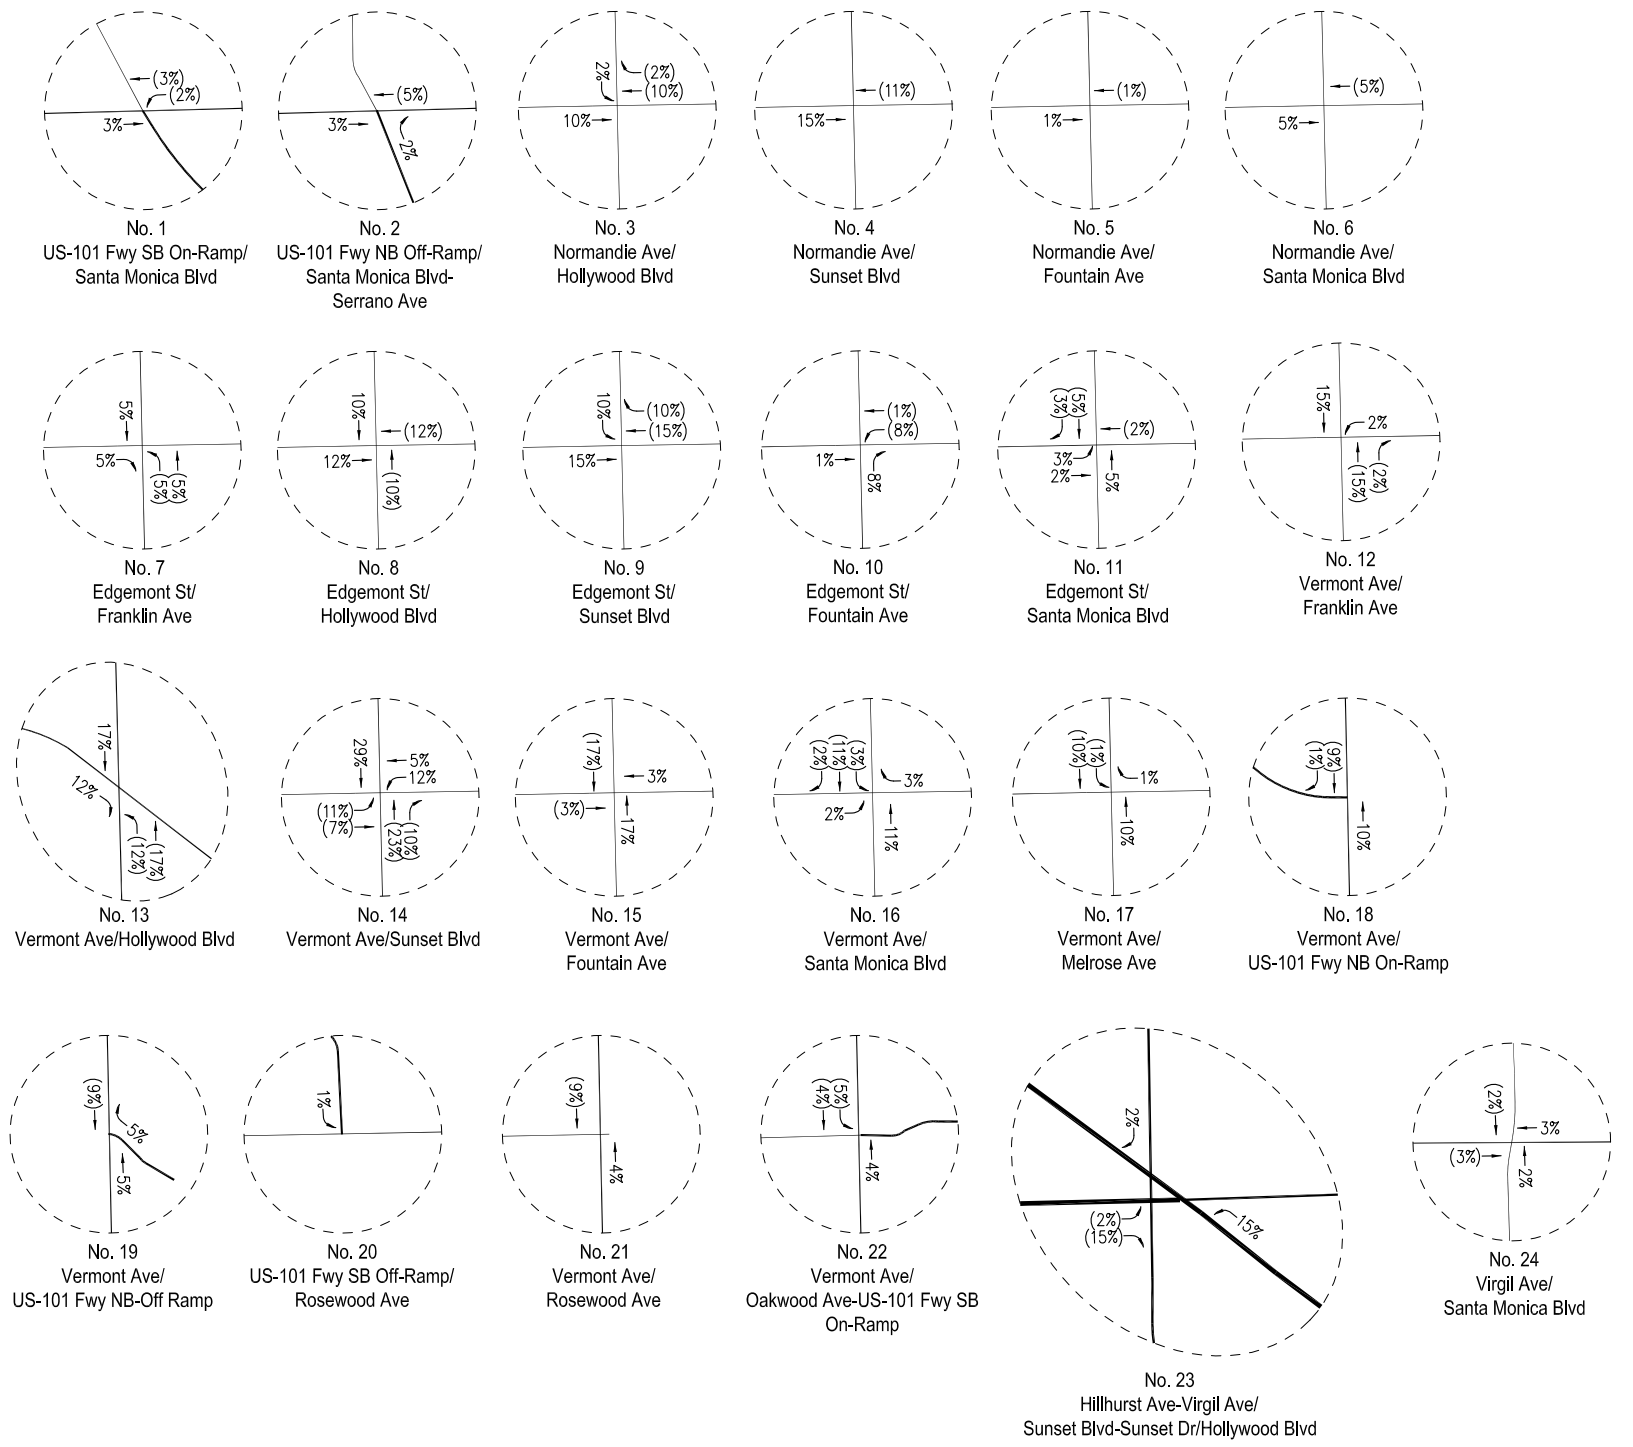 (3%)
(2%)
3%
No. 1
US-101 Fwy SB On-Ramp/
Santa Monica Blvd
(5%)
3%
2%
No. 2
US-101 Fwy NB Off-Ramp/
Santa Monica Blvd-
Serrano Ave
2%
(2%)
(10%)
10%
No. 3
Normandie Ave/
Hollywood Blvd
(11%)
15%
No. 4
Normandie Ave/
Sunset Blvd
(1%)
1%
No. 5
Normandie Ave/
Fountain Ave
(5%)
5%
No. 6
Normandie Ave/
Santa Monica Blvd
5%
5%
(5%)
(5%)
No. 7
Edgemont St/
Franklin Ave
10%
(12%)
12%
(10%)
No. 8
Edgemont St/
Hollywood Blvd
10%
(10%)
(15%)
15%
No. 9
Edgemont St/
Sunset Blvd
(1%)
(8%)
1%
8%
No. 10
Edgemont St/
Fountain Ave
(3%)
(5%)
(2%)
3%
2%
5%
No. 11
Edgemont St/
Santa Monica Blvd
15%
2%
(15%)
(2%)
No. 12
Vermont Ave/
Franklin Ave
17%
12%
(12%)
(17%)
No. 13
Vermont Ave/Hollywood Blvd
29%
5%
12%
(11%)
(7%)
(23%)
(10%)
No. 14
Vermont Ave/Sunset Blvd
(17%)
3%
(3%)
17%
No. 15
Vermont Ave/
Fountain Ave
(2%)
(11%)
(3%)
3%
2%
11%
No. 16
Vermont Ave/
Santa Monica Blvd
(10%)
(1%)
1%
10%
No. 17
Vermont Ave/
Melrose Ave
(1%)
(9%)
10%
No. 18
Vermont Ave/
US-101 Fwy NB On-Ramp
(9%)
5%
5%
No. 19
Vermont Ave/
US-101 Fwy NB-Off Ramp
1%
No. 20
US-101 Fwy SB Off-Ramp/
Rosewood Ave
(9%)
4%
No. 21
Vermont Ave/
Rosewood Ave
(4%)
(5%)
4%
No. 22
Vermont Ave/
Oakwood Ave-US-101 Fwy SB
On-Ramp
2%
(2%)
(15%)
15%
No. 23
Hillhurst Ave-Virgil Ave/
Sunset Blvd-Sunset Dr/Hollywood Blvd
(2%)
3%
(3%)
2%
No. 24
Virgil Ave/
Santa Monica Blvd